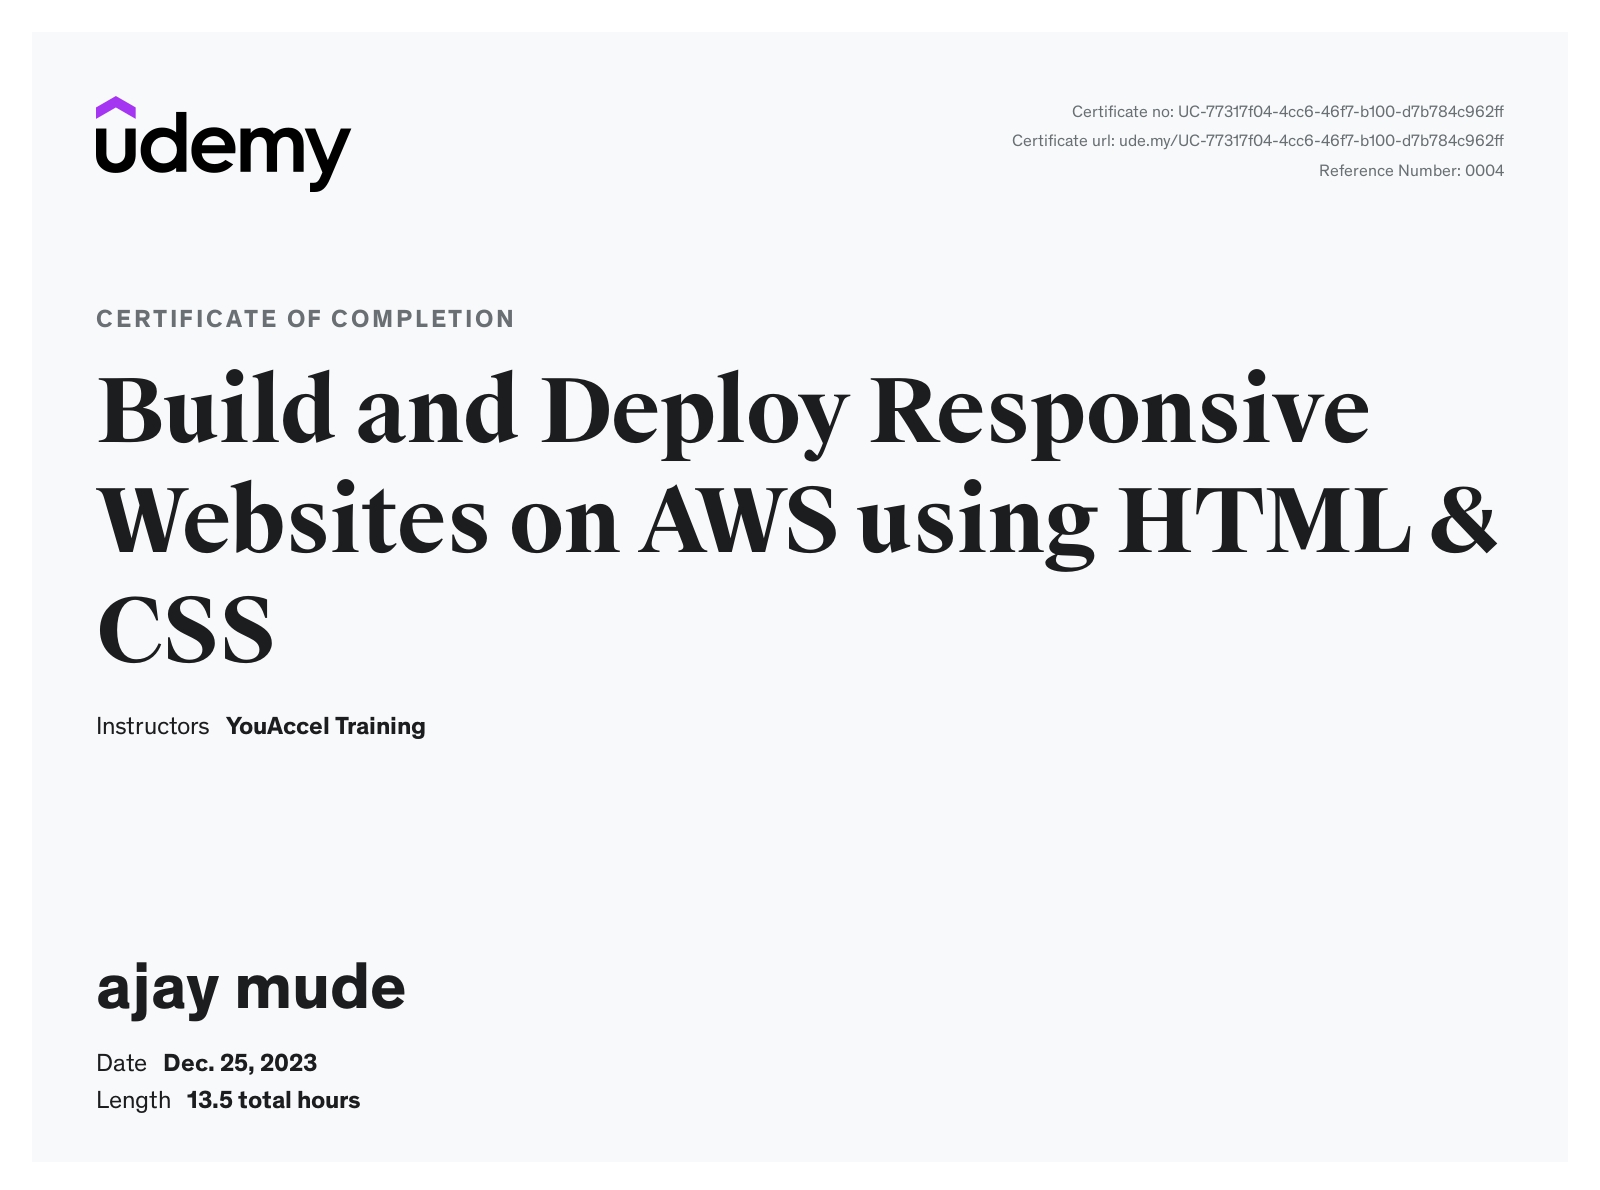 udemy
Certificate no: UC-77317f04-4cc6-46f7-b100-d7b784c962ff
Certificate url: ude.my/UC-77317f04-4cc6-46f7-b100-d7b784c962ff
Reference Number: 0004
CERTIFICATE OF COMPLETION
Build and Deploy Responsive
Websites on AWS using HTML &
CSS
Instructors YouAccel Training
ajay mude
Date Dec. 25, 2023
Length 13.5 total hours